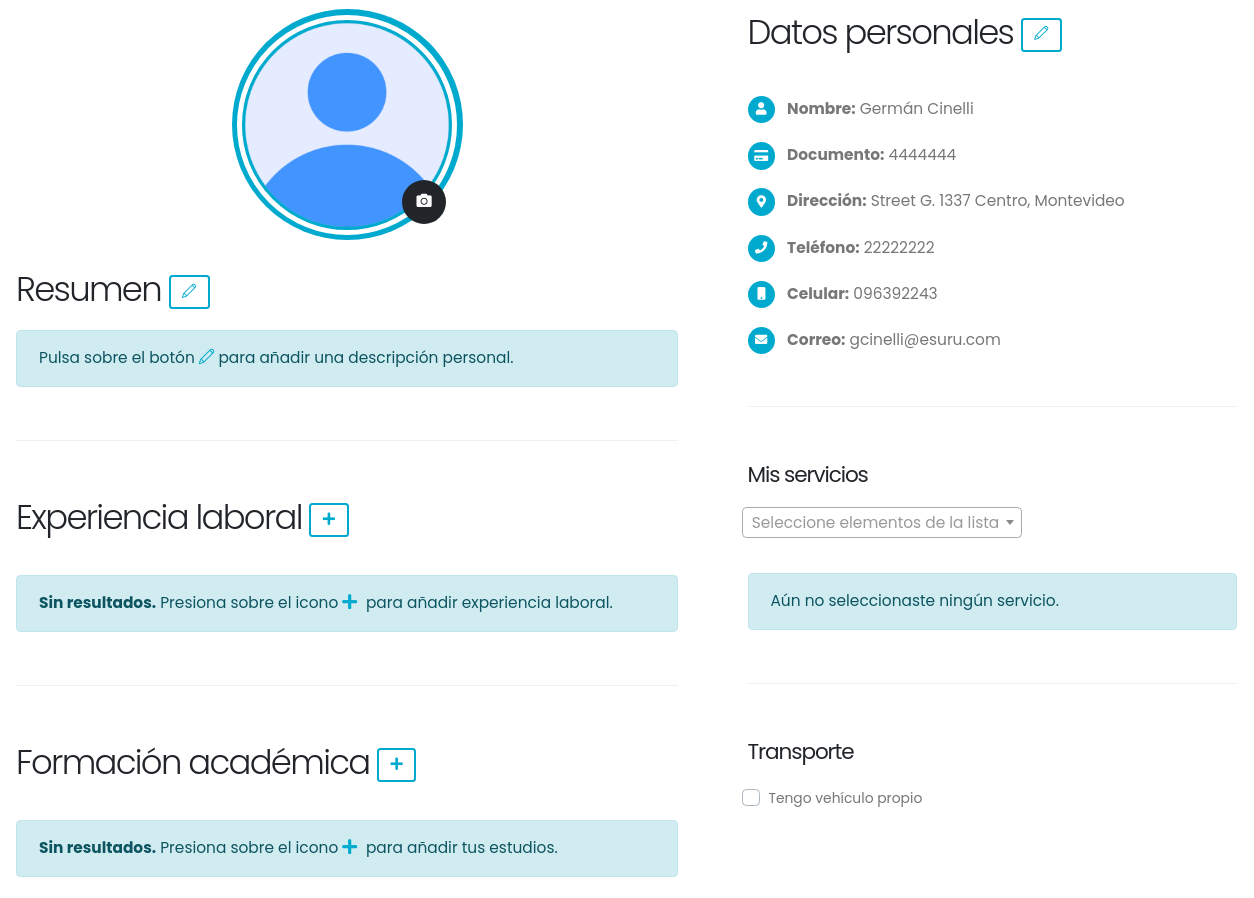 Resumen
Pulsa sobre el botón para añadir una descripción personal.
Experiencia laboral
Sin resultados. Presiona sobre el icono para añadir experiencia laboral.
Formación académica
Sin resultados. Presiona sobre el icono para añadir tus estudios.
Datos personales
Nombre: Germán Cinelli
Documento: 4444444
Dirección: Street G. 1337 Centro, Montevideo
Teléfono: 22222222
Celular: 096392243
Correo: gcinelli@esuru.com
Mis servicios
Seleccione elementos de la lista
Aún no seleccionaste ningún servicio.
Transporte
Tengo vehículo propio